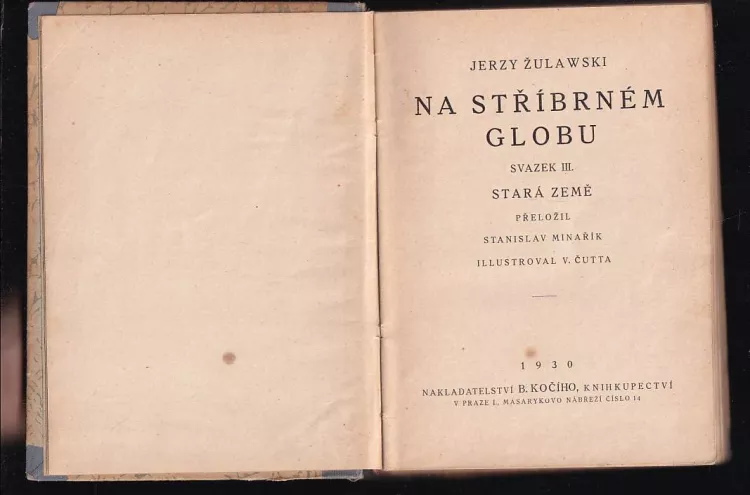 JERZY ŽULAWSKI
NA STŘÍBRNÉM
GLOBU
SVAZEK III.
STARÁ ZEMĚ
PŘELOŽIL
STANISLAV MINAŘÍK
ILLUSTROVAL V. ČUTTA
1930
NAKLADATELSTVÍ B. KOČÍHO, KNIHKUPECTVÍ
V PRAZE I., MASARYKOVO NÁBŘEŽÍ ČÍSLO 14